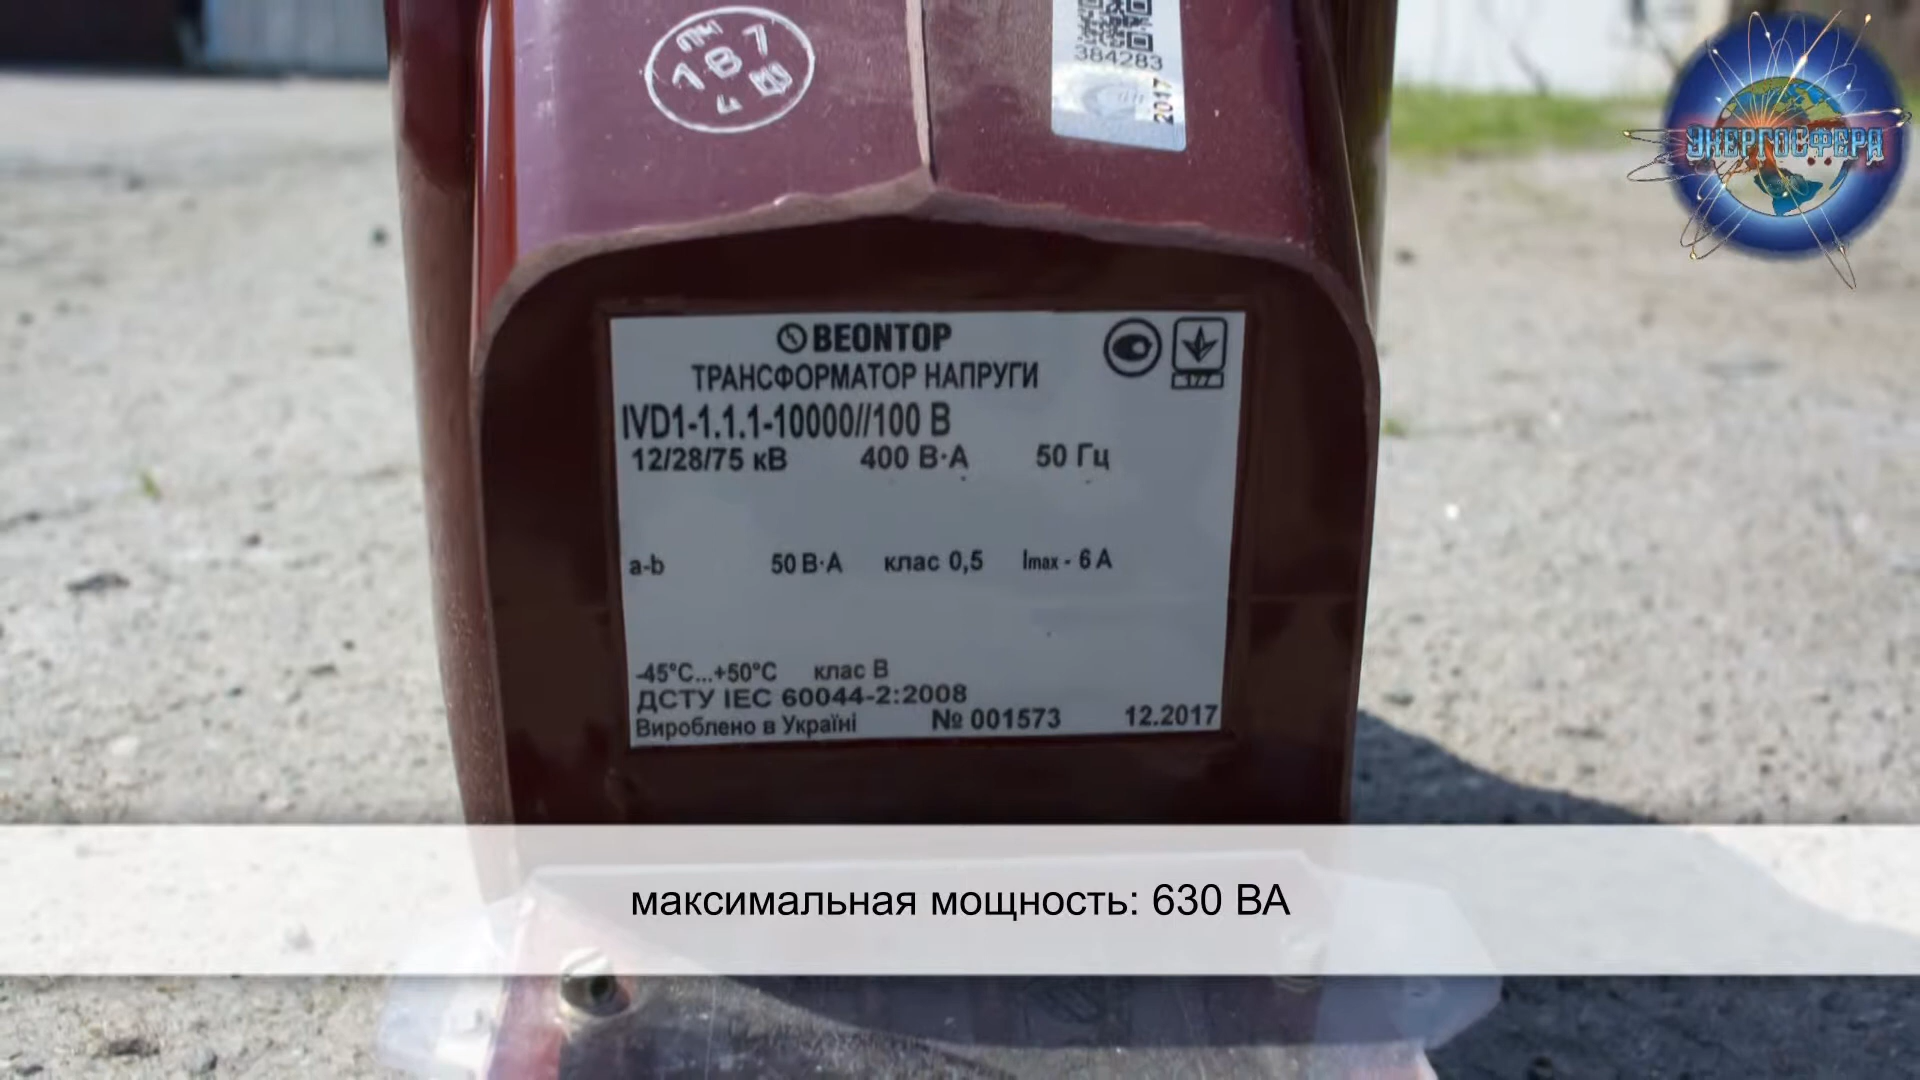 384283
2017
ЭНЕРГОСФЕРА
BEONTOP
ТРАНСФОРМАТОР НАПРУГИ
IVD1-1.1.1-10000//100 В
12/28/75 кВ 400 В·А 50 Гц
a-b 50 В·А клас 0,5 Imax - 6 А
-45°C...+50°C клас В
ДСТУ IEC 60044-2:2008
Вироблено в Україні № 001573 12.2017
максимальная мощность: 630 ВА